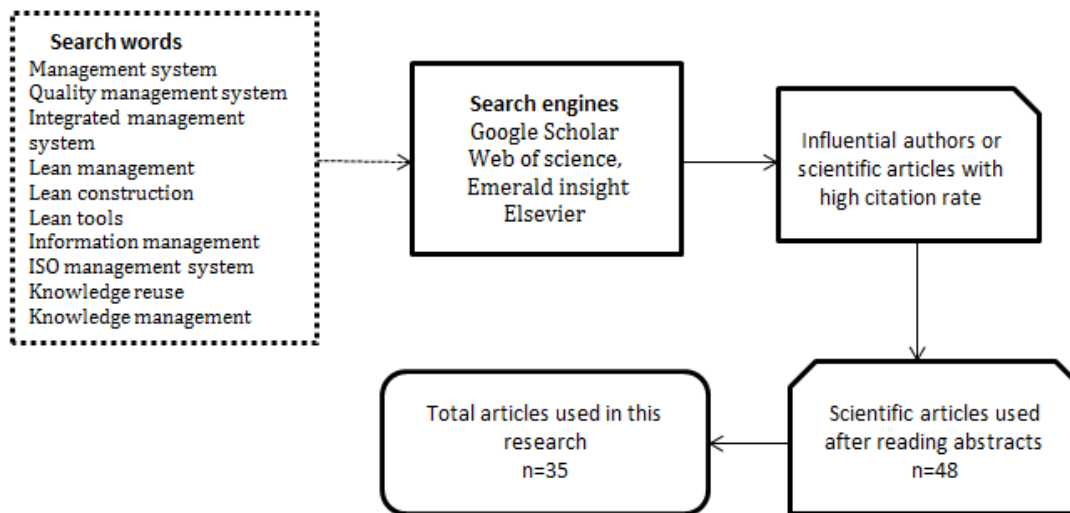 Search words
Management system
Quality management system
Integrated management
system
Lean management
Lean construction
Lean tools
Information management
ISO management system
Knowledge reuse
Knowledge management
Search engines
Google Scholar
Web of science,
Emerald insight
Elsevier
Influential authors or
scientific articles with
high citation rate
Scientific articles used
after reading abstracts
n=48
Total articles used in this
research
n=35